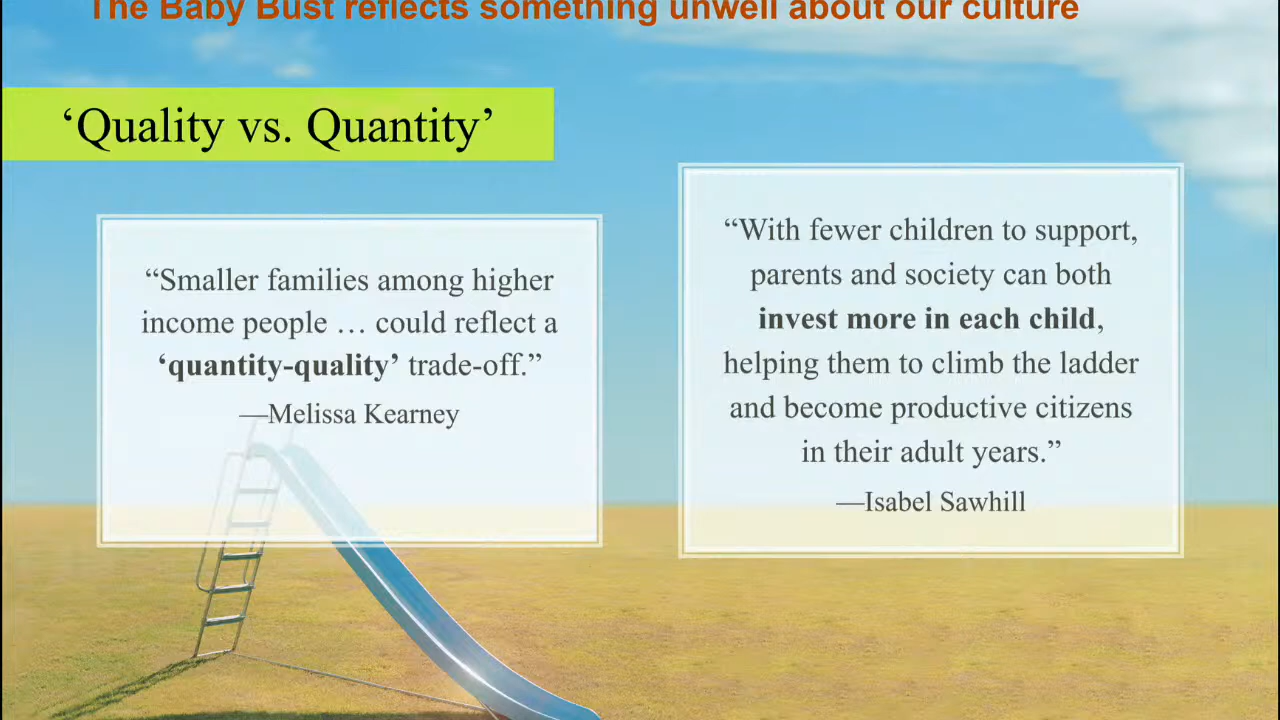 The Baby Bust reflects something unwell about our culture
‘Quality vs. Quantity’
“Smaller families among higher
income people … could reflect a
‘quantity-quality’ trade-off.”
—Melissa Kearney
“With fewer children to support,
parents and society can both
invest more in each child,
helping them to climb the ladder
and become productive citizens
in their adult years.”
—Isabel Sawhill